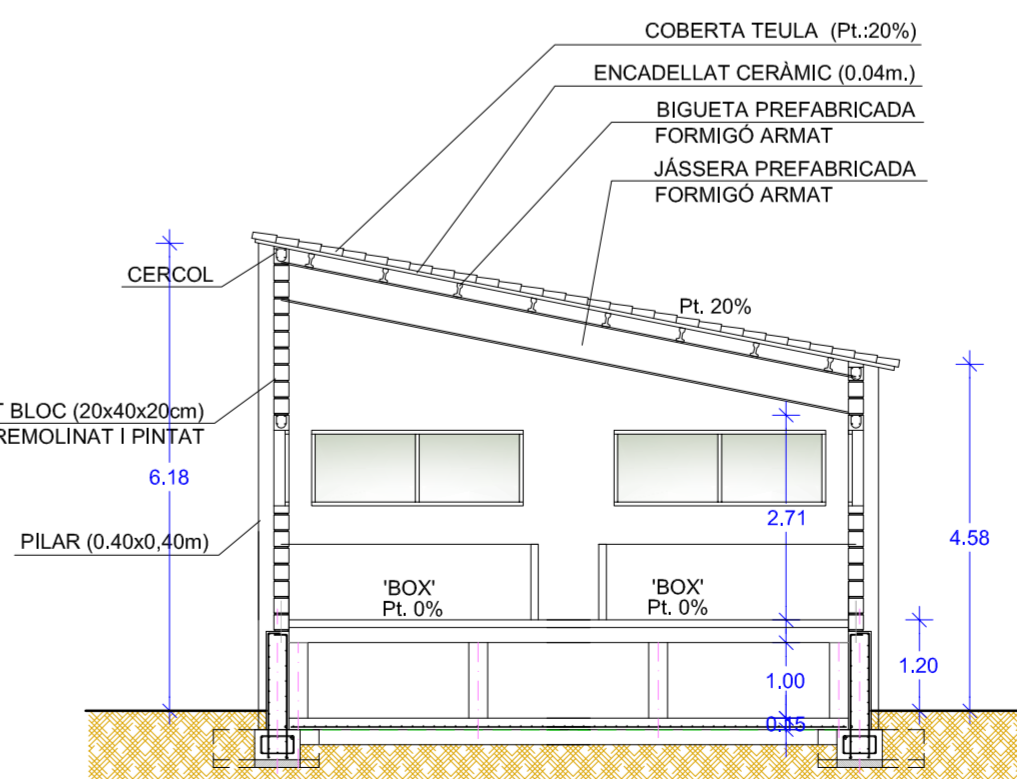 COBERTA TEULA (Pt.:20%)
ENCADELLAT CERÀMIC (0.04m.)
BIGUETA PREFABRICADA
FORMIGÓ ARMAT
JÁSSERA PREFABRICADA
FORMIGÓ ARMAT
CERCOL
Pt. 20%
T BLOC (20x40x20cm)
REMOLINAT I PINTAT
6.18
2.71
4.58
PILAR (0.40x0,40m)
'BOX'
Pt. 0%
'BOX'
Pt. 0%
1.20
1.00
0.15